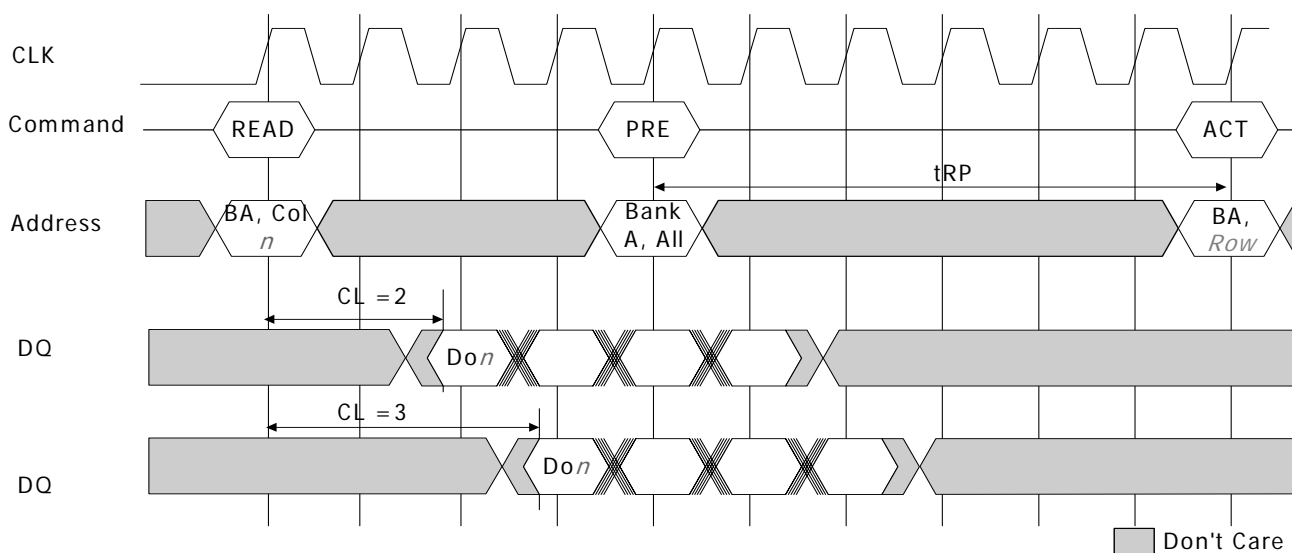 CLK
Command
READ
PRE
ACT
tRP
Address
BA, Col
n
Bank
A, All
BA,
Row
CL =2
DQ
Don
CL =3
DQ
Don
Don't Care